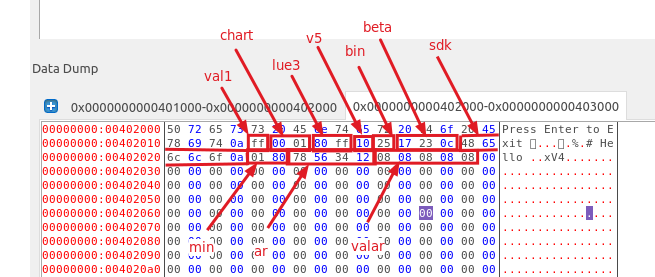 chart
v5
beta
bin
sdk
lue3
val1
Data Dump
0x0000000000401000-0x0000000000402000
0x0000000000402000-0x0000000000403000
00000000:00402000 50 72 65 73 73 20 45 6e 74 65 72 20 74 6f 20 45 Press Enter to E
00000000:00402010 78 69 74 0a ff 00 01 80 ff 10 25 17 23 0c 48 65 xit ....%.# He
00000000:00402020 6c 6c 6f 0a 01 80 78 56 34 12 08 08 08 08 08 00 llo ..xV4.......
00000000:00402030 00 00 00 00 00 00 00 00 00 00 00 00 00 00 00 00 ................
00000000:00402040 00 00 00 00 00 00 00 00 00 00 00 00 00 00 00 00 ................
00000000:00402050 00 00 00 00 00 00 00 00 00 00 00 00 00 00 00 00 ................
00000000:00402060 00 00 00 00 00 00 00 00 00 00 00 00 00 00 00 00 ................
00000000:00402070 00 00 00 00 00 00 00 00 00 00 00 00 00 00 00 00 ................
00000000:00402080 00 00 00 00 00 00 00 00 00 00 00 00 00 00 ................
00000000:00402090 00 00 00 00 00 00 00 00 00 00 ................
min
ar
valar
00000000:004020a0 00 00 00 00 00 00 00 00 00 00 00 00 00 00 00 00 ................